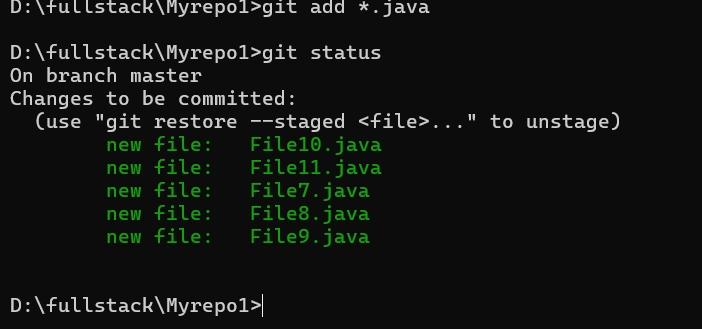 D:\fullstack\Myrepo1>git add *.java
D:\fullstack\Myrepo1>git status
On branch master
Changes to be committed:
  (use "git restore --staged <file>..." to unstage)
        new file:   File10.java
        new file:   File11.java
        new file:   File7.java
        new file:   File8.java
        new file:   File9.java
D:\fullstack\Myrepo1>